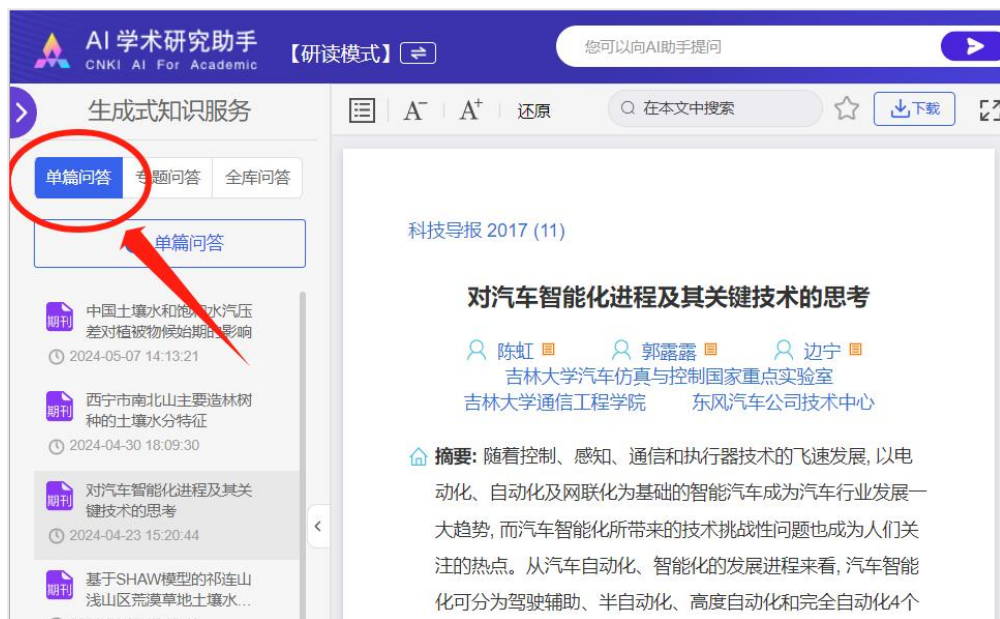 AI 学术研究助手
CNKI AI For Academic
【研读模式】
您可以向AI助手提问
生成式知识服务
A⁻ A⁺ 还原
在本文中搜索
下载
单篇问答 专题问答 全库问答
单篇问答
期刊
中国土壤水和饱和水汽压
差对植被物候始期的影响
2024-05-07 14:13:21
期刊
西宁市南北山主要造林树
种的土壤水分特征
2024-04-30 18:09:30
期刊
对汽车智能化进程及其关
键技术的思考
2024-04-23 15:20:44
期刊
基于SHAW模型的祁连山
浅山区荒漠草地土壤水...
科技导报 2017 (11)
对汽车智能化进程及其关键技术的思考
陈虹 郭露露 边宁
吉林大学汽车仿真与控制国家重点实验室
吉林大学通信工程学院 东风汽车公司技术中心
摘要: 随着控制、感知、通信和执行器技术的飞速发展, 以电
动化、自动化及网联化为基础的智能汽车成为汽车行业发展一
大趋势, 而汽车智能化所带来的技术挑战性问题也成为人们关
注的热点。从汽车自动化、智能化的发展进程来看, 汽车智能
化可分为驾驶辅助、半自动化、高度自动化和完全自动化4个